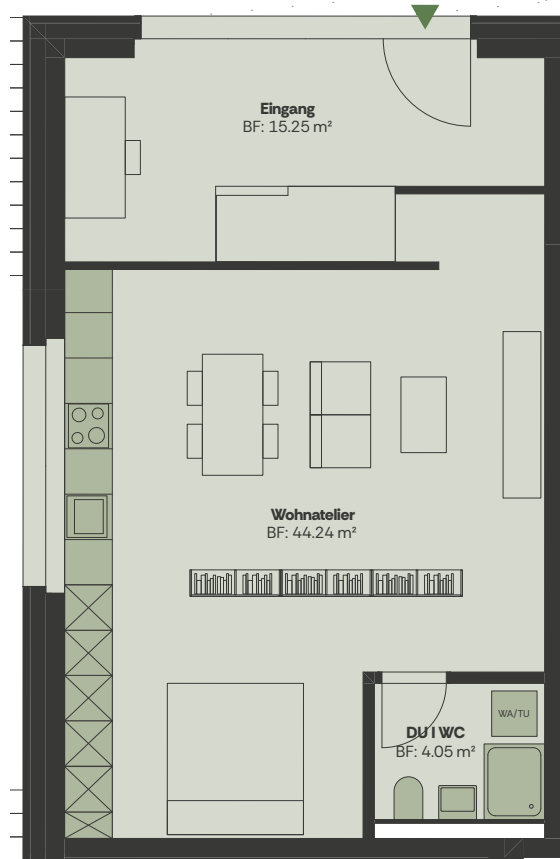 Eingang
BF: 15.25 m²
Wohnatelier
BF: 44.24 m²
WA/TU
DU I WC
BF: 4.05 m²